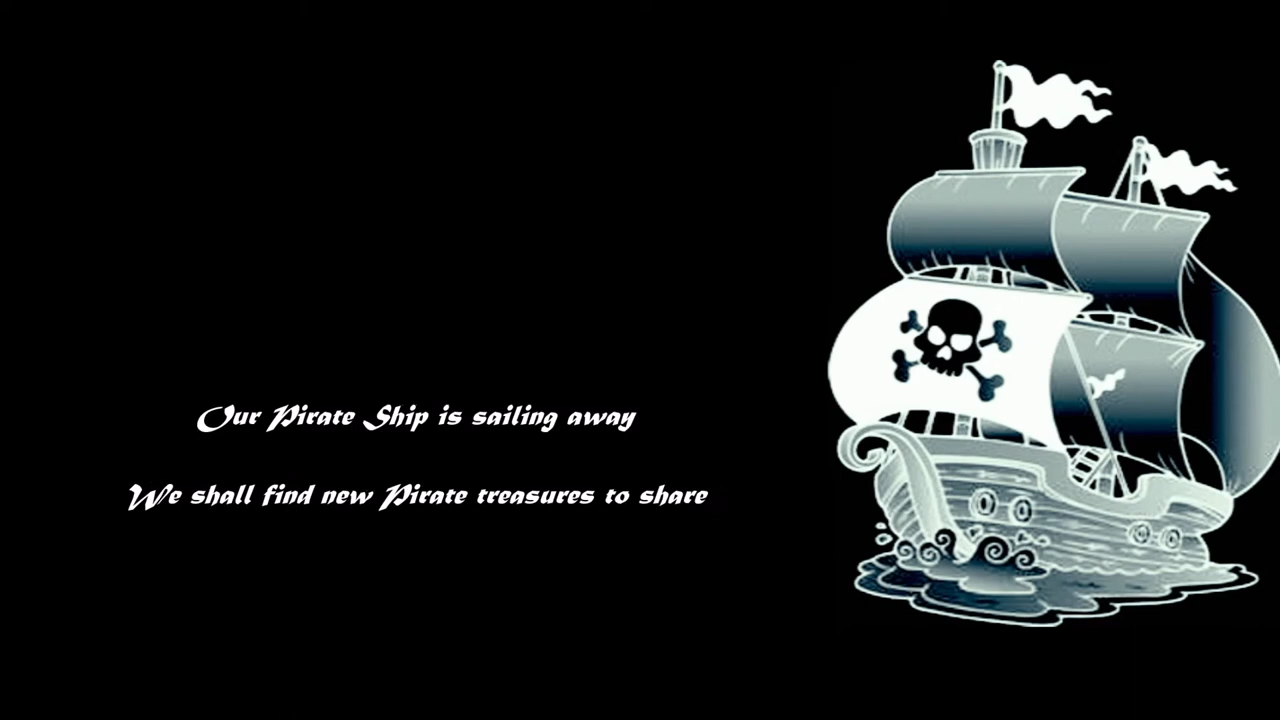 Our Pirate Ship is sailing away
We shall find new Pirate treasures to share